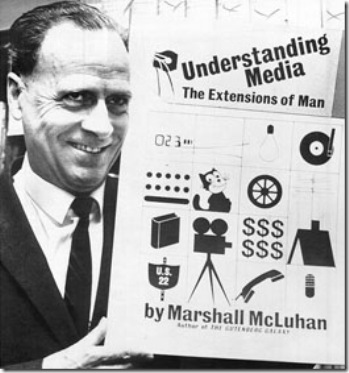 Understanding
Media
The Extensions of Man
023
$$$
$$$
U.S.
22
by Marshall McLuhan
Author of THE GUTENBERG GALAXY